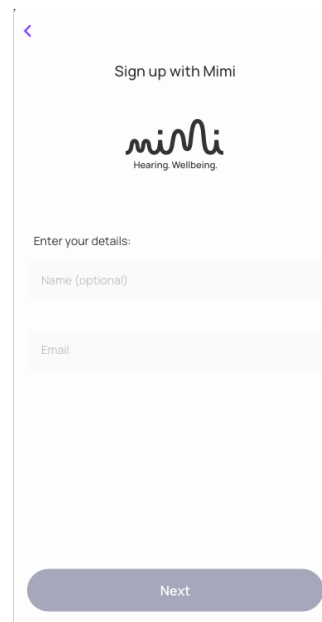 Sign up with Mimi
mimi
Hearing. Wellbeing.
Enter your details:
Name (optional)
Email
Next